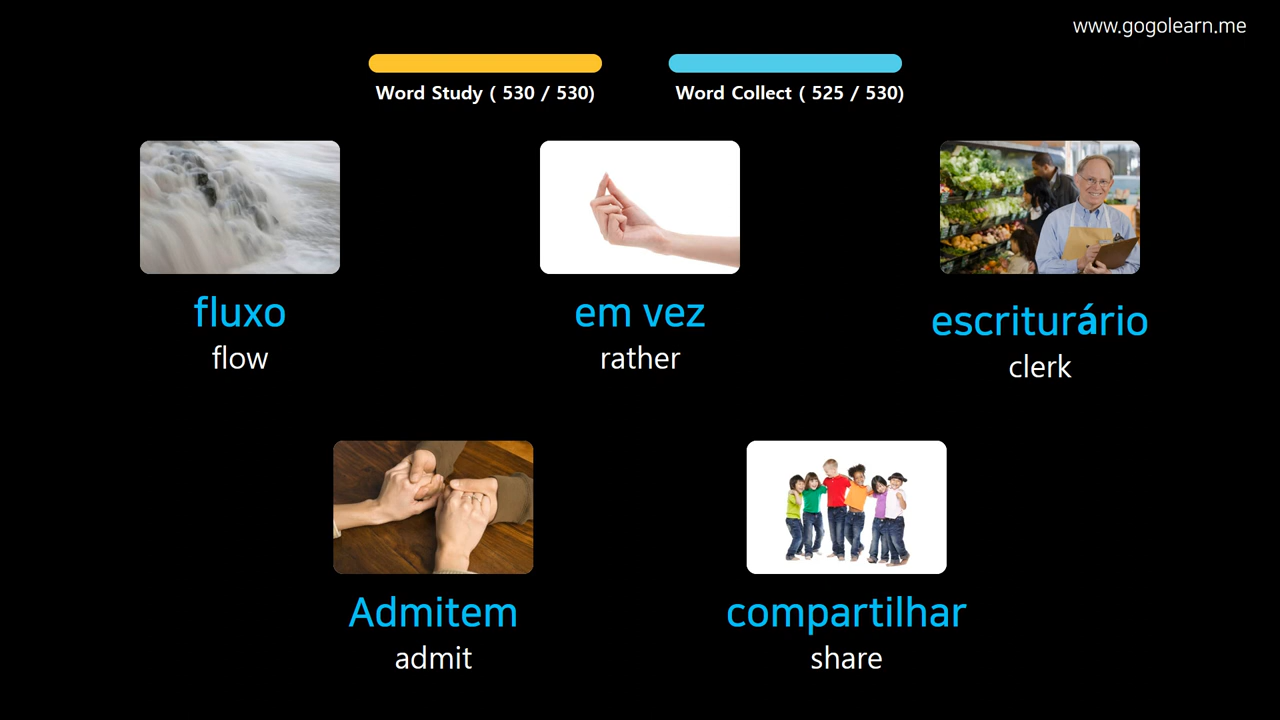 www.gogolearn.me
Word Study ( 530 / 530)
Word Collect ( 525 / 530)
fluxo
flow
em vez
rather
escriturário
clerk
Admitem
admit
compartilhar
share